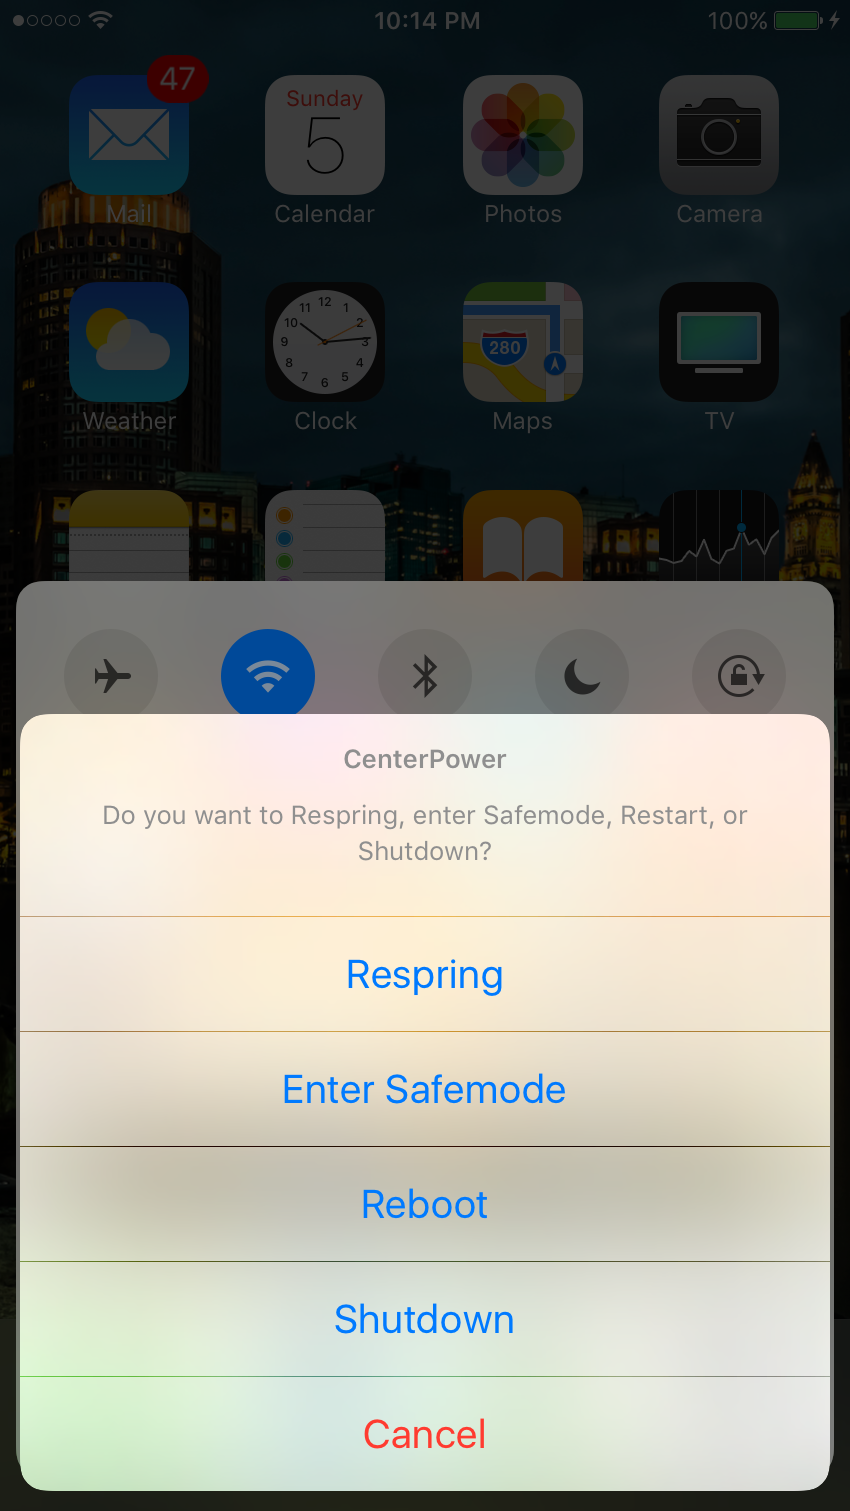 10:14 PM
100%
47
Sunday
5
Mail
Calendar
Photos
Camera
12
11
1
10
2
9
3
8
4
7
5
6
280
Weather
Clock
Maps
TV
CenterPower
Do you want to Respring, enter Safemode, Restart, or
Shutdown?
Respring
Enter Safemode
Reboot
Shutdown
Cancel